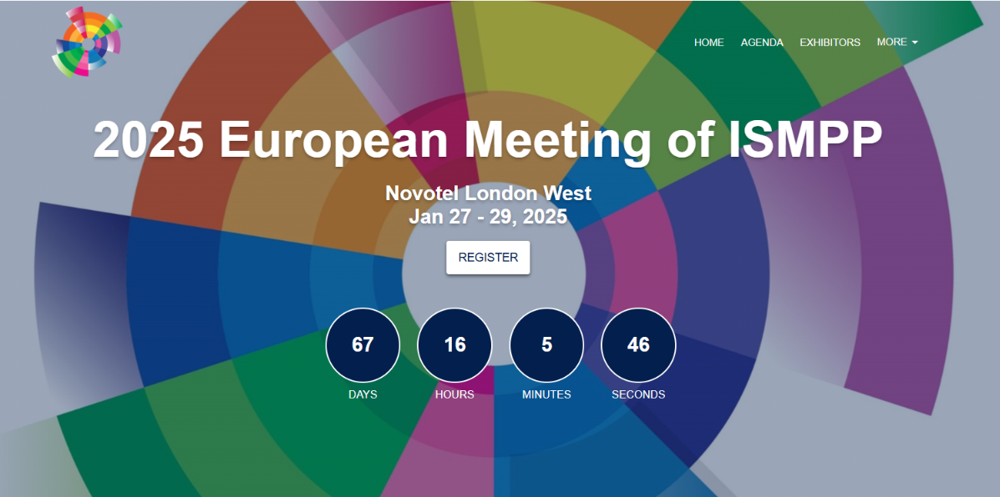 HOME AGENDA EXHIBITORS MORE
2025 European Meeting of ISMPP
Novotel London West
Jan 27 - 29, 2025
REGISTER
67 16 5 46
DAYS HOURS MINUTES SECONDS